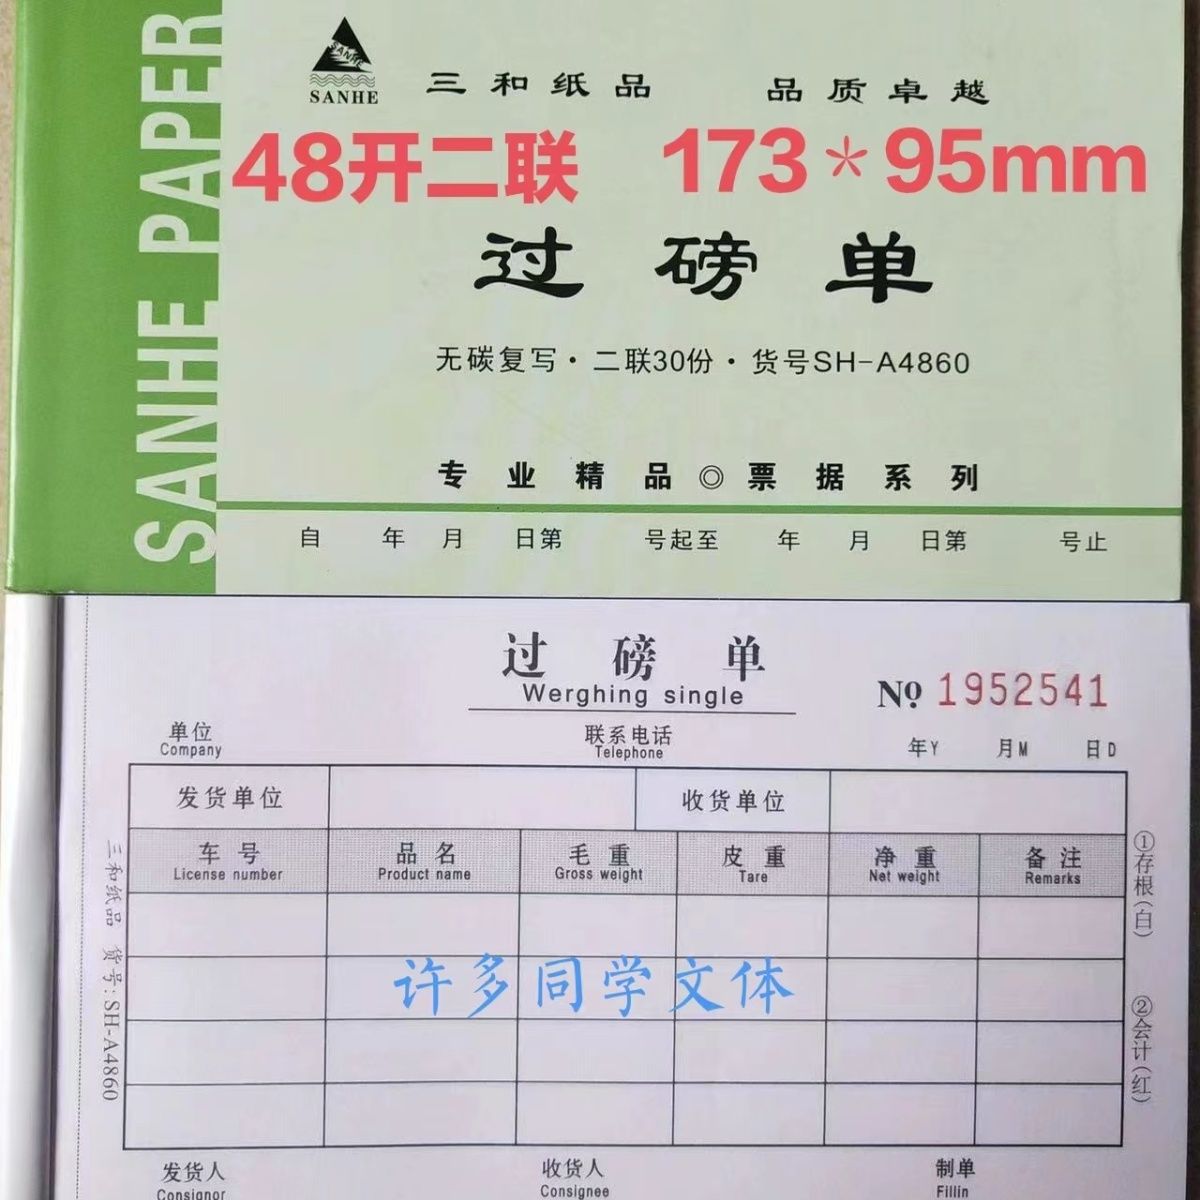 SANHE PAPER
SANHE
SANHE
三和纸品 品质卓越
48开二联 173*95mm
过磅单
无碳复写·二联30份·货号SH-A4860
专业精品◎票据系列
自 年 月 日第 号起至 年 月 日第 号止
过磅单
Werghing single
№ 1952541
单位 联系电话 年Y 月M 日D
Company Telephone
发货单位 收货单位
车号 品名 毛重 皮重 净重 备注
License number Product name Gross weight Tare Net weight Remarks
许多同学文体
三和纸品 货号:SH-A4860
①存根(白) ②会计(红)
发货人 收货人 制单
Consignor Consignee Fillin